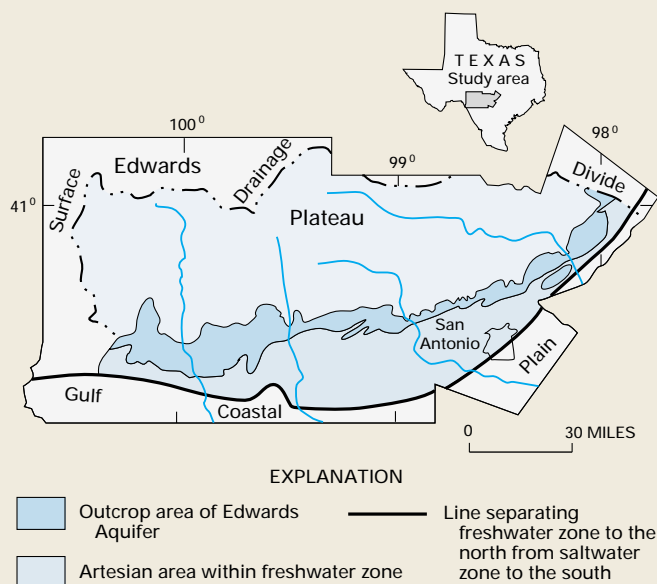 TEXAS
Study area
100°
98°
Edwards
Drainage
99°
Divide
41°
Surface
Plateau
San
Antonio
Plain
Gulf
Coastal
0 30 MILES
EXPLANATION
Outcrop area of Edwards
Aquifer
Artesian area within freshwater zone
Line separating
freshwater zone to the
north from saltwater
zone to the south